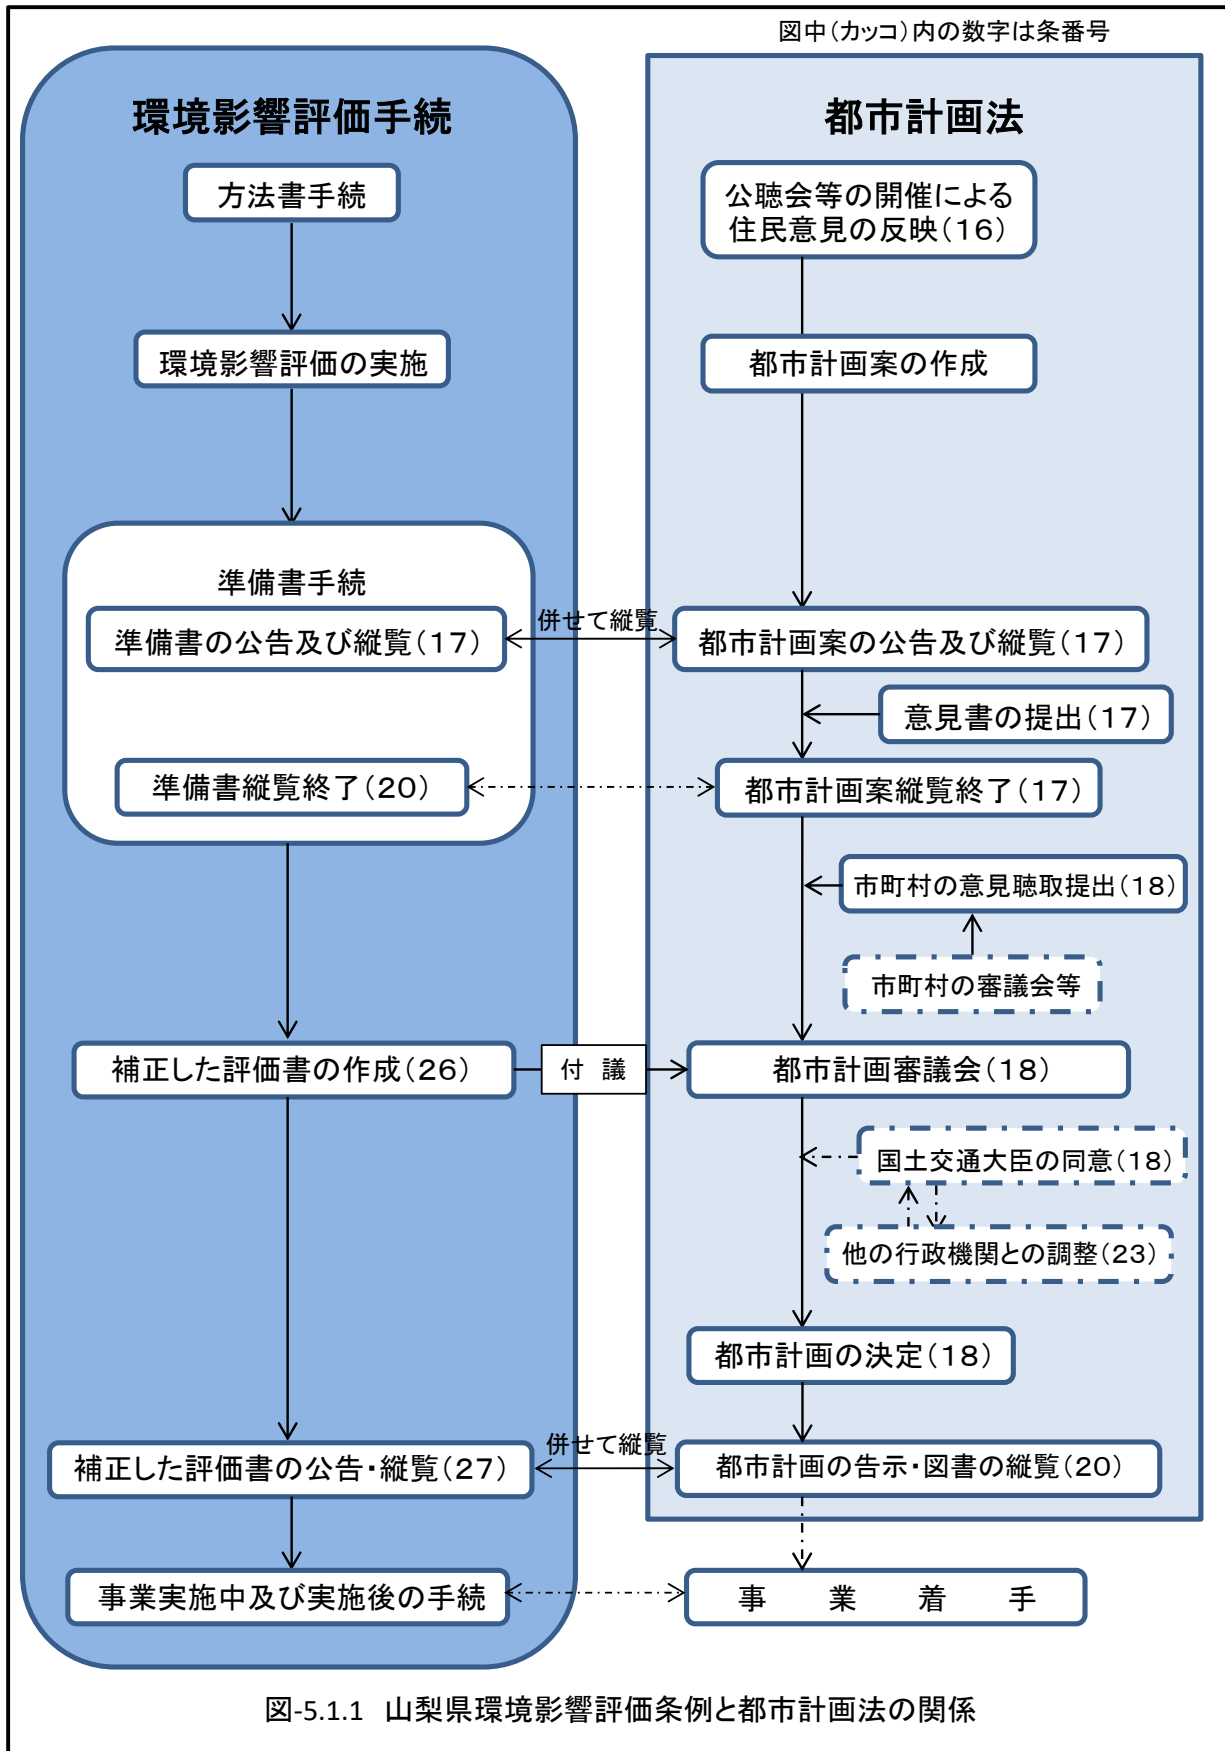 図中(カッコ)内の数字は条番号
環境影響評価手続
都市計画法
方法書手続
公聴会等の開催による
住民意見の反映(16)
環境影響評価の実施
都市計画案の作成
準備書手続
準備書の公告及び縦覧(17)
併せて縦覧
都市計画案の公告及び縦覧(17)
意見書の提出(17)
準備書縦覧終了(20)
都市計画案縦覧終了(17)
市町村の意見聴取提出(18)
市町村の審議会等
補正した評価書の作成(26)
付 議
都市計画審議会(18)
国土交通大臣の同意(18)
他の行政機関との調整(23)
都市計画の決定(18)
補正した評価書の公告・縦覧(27)
併せて縦覧
都市計画の告示・図書の縦覧(20)
事業実施中及び実施後の手続
事 業 着 手
図-5.1.1 山梨県環境影響評価条例と都市計画法の関係